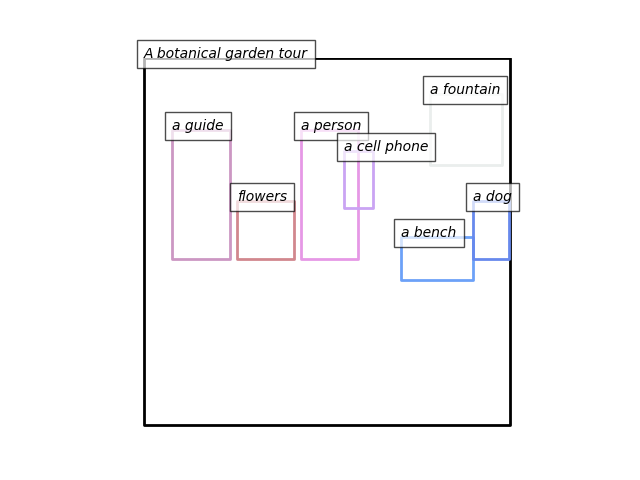 A botanical garden tour
a fountain
a guide
a person
a cell phone
flowers
a dog
a bench